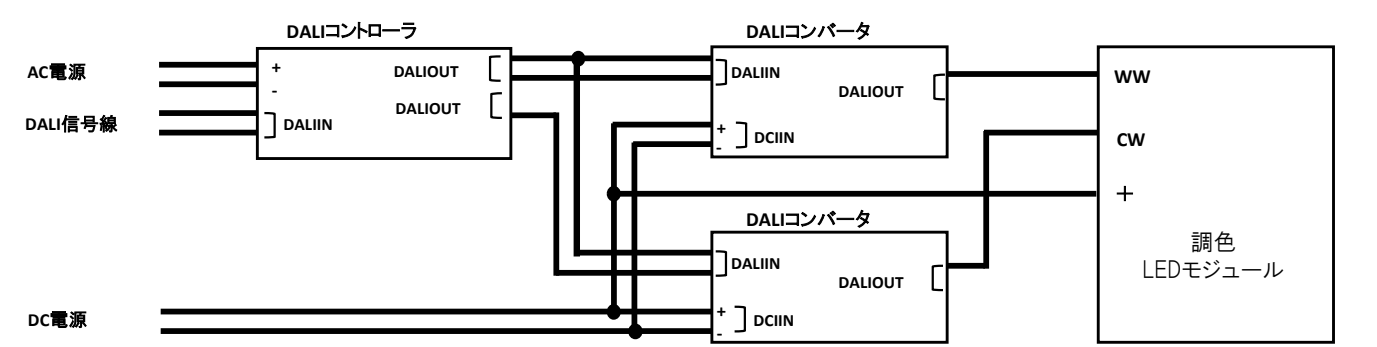 DALIコントローラ
DALIコンバータ
AC電源
+
-
DALIOUT
DALIOUT
DALI信号線
DALIIN
DALIIN
DALIOUT
+
-
DCIIN
WW
CW
+
調色
LEDモジュール
DALIコンバータ
DALIIN
DALIOUT
DC電源
+
-
DCIIN